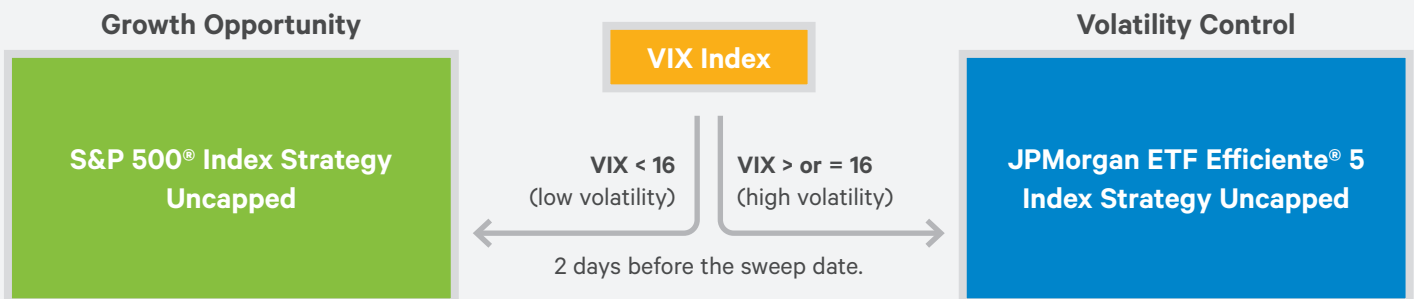 Growth Opportunity
S&P 500® Index Strategy
Uncapped
VIX Index
VIX < 16
(low volatility)
VIX > or = 16
(high volatility)
2 days before the sweep date.
Volatility Control
JPMorgan ETF Efficiente® 5
Index Strategy Uncapped